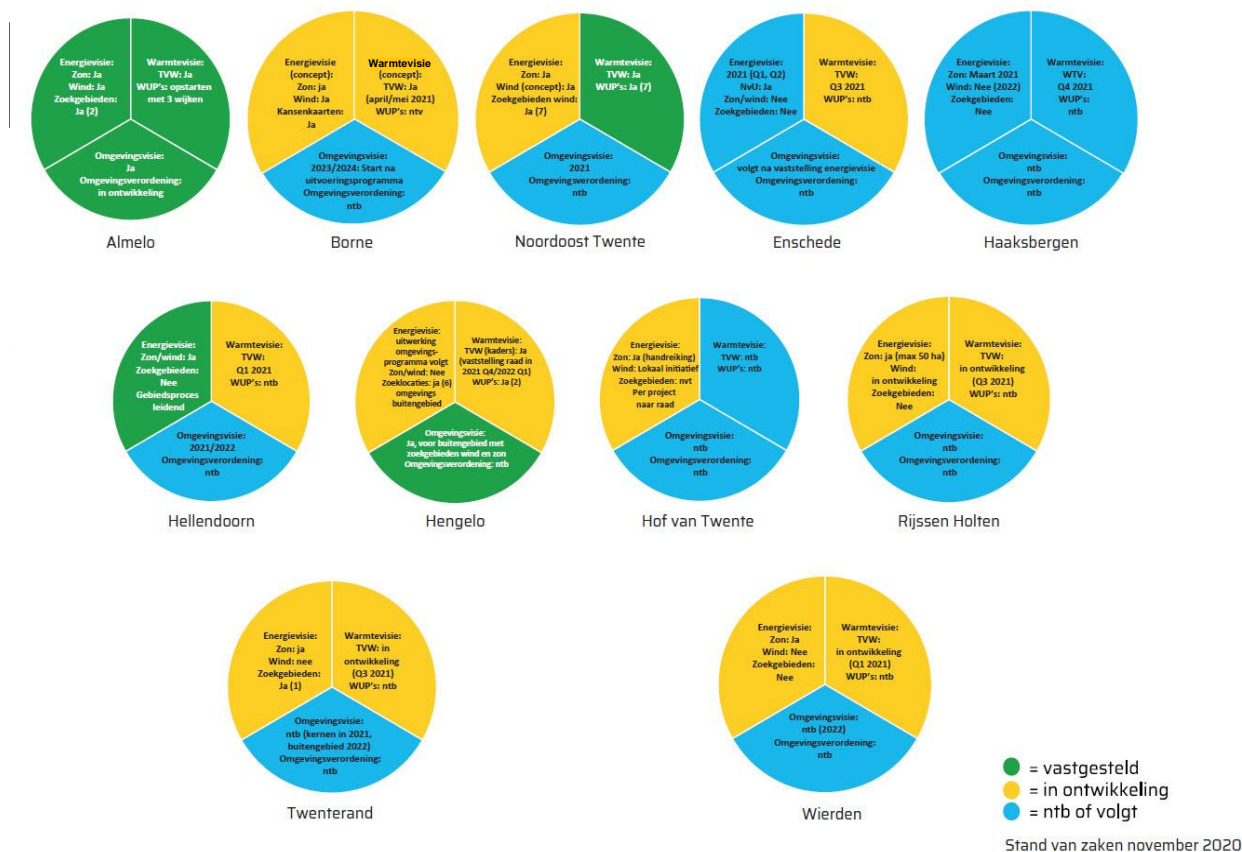 Energievisie:
Zon: Ja
Wind: Ja
Zoekgebieden:
Ja (2)
Warmtevisie:
TVW: Ja
WUP's: opstarten
met 3 wijken
Omgevingsvisie:
Ja
Omgevingsverordening:
in ontwikkeling
Almelo
Energievisie
(concept):
Zon: ja
Wind: Ja
Kansenkaarten:
Ja
Warmtevisie
(concept):
TVW: Ja
(april/mei 2021)
WUP's: ntv
Omgevingsvisie:
2023/2024: Start na
uitvoeringsprogramma
Omgevingsverordening:
ntb
Borne
Energievisie:
Zon: Ja
Wind (concept): Ja
Zoekgebieden wind:
Ja (7)
Warmtevisie:
TVW: Ja
WUP's: Ja (7)
Omgevingsvisie:
2021
Omgevingsverordening:
ntb
Noordoost Twente
Energievisie:
2021 (Q1, Q2)
NvU: Ja
Zon/wind: Nee
Zoekgebieden: Nee
Warmtevisie:
TVW:
Q3 2021
WUP's: ntb
Omgevingsvisie:
volgt na vaststelling energievisie
Omgevingsverordening:
ntb
Enschede
Energievisie:
Zon: Maart 2021
Wind: Nee (2022)
Zoekgebieden:
Nee
Warmtevisie:
WTV:
Q4 2021
WUP's:
ntb
Omgevingsvisie:
ntb
Omgevingsverordening:
ntb
Haaksbergen
Energievisie:
Zon/wind: Ja
Zoekgebieden:
Nee
Gebiedsproces
leidend
Warmtevisie:
TVW:
Q1 2021
WUP's: ntb
Omgevingsvisie:
2021/2022
Omgevingsverordening:
ntb
Hellendoorn
Energievisie:
uitwerking
omgevings-
programma volgt
Zon/wind: Nee
Zoeklocaties: ja (6)
omgevings
buitengebied
Warmtevisie:
TVW (kaders): Ja
(vaststelling raad in
2021 Q4/2022 Q1)
WUP's: Ja (2)
Omgevingsvisie:
Ja, voor buitengebied met
zoekgebieden wind en zon
Omgevingsverordening: ntb
Hengelo
Energievisie:
Zon: Ja (handreiking)
Wind: Lokaal initiatief
Zoekgebieden: nvt
Per project
naar raad
Warmtevisie:
TVW: ntb
WUP's: ntb
Omgevingsvisie:
ntb
Omgevingsverordening:
ntb
Hof van Twente
Energievisie:
Zon: ja (max 50 ha)
Wind:
in ontwikkeling
Zoekgebieden:
Nee
Warmtevisie:
TVW:
in ontwikkeling
(Q3 2021)
WUP's: ntb
Omgevingsvisie:
ntb
Omgevingsverordening:
ntb
Rijssen Holten
Energievisie:
Zon: ja
Wind: nee
Zoekgebieden:
Ja (1)
Warmtevisie:
TVW: in
ontwikkeling
(Q3 2021)
WUP's: ntb
Omgevingsvisie:
ntb (kernen in 2021,
buitengebied 2022)
Omgevingsverordening:
ntb
Twenterand
Energievisie:
Zon: Ja
Wind: Nee
Zoekgebieden:
Nee
Warmtevisie:
TVW:
in ontwikkeling
(Q1 2021)
WUP's: ntb
Omgevingsvisie:
ntb (2022)
Omgevingsverordening:
ntb
Wierden
= vastgesteld
= in ontwikkeling
= ntb of volgt
Stand van zaken november 2020